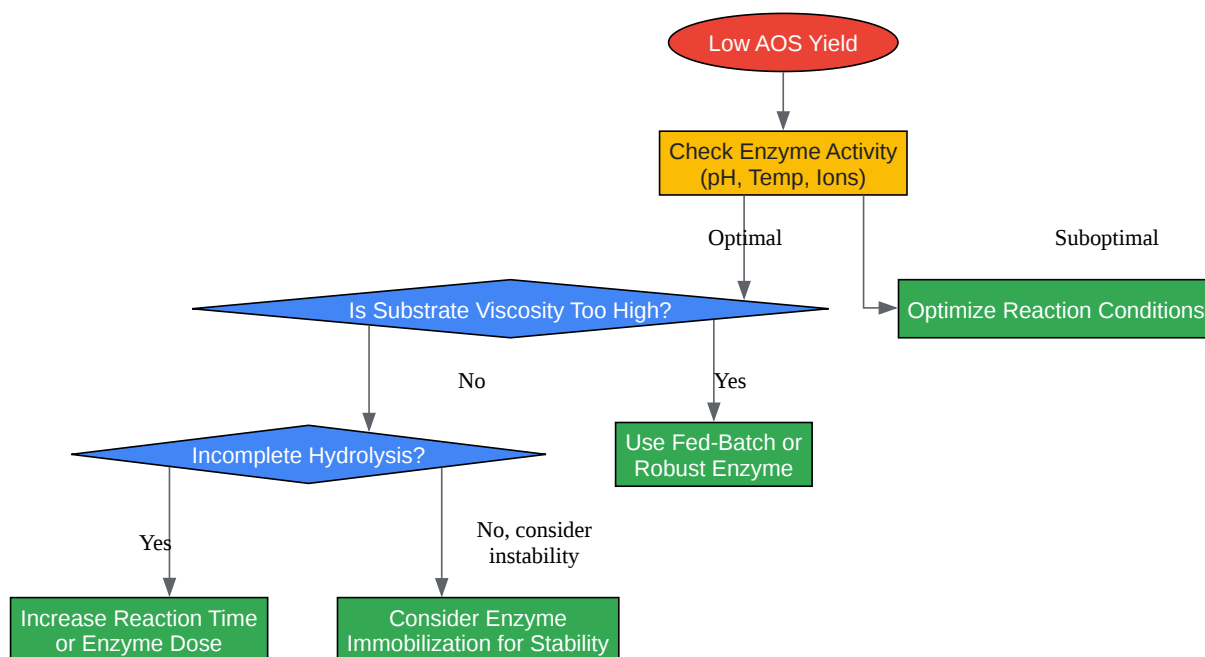 Low AOS Yield
Check Enzyme Activity
(pH, Temp, Ions)
Optimal
Suboptimal
Is Substrate Viscosity Too High?
Optimize Reaction Conditions
No
Yes
Incomplete Hydrolysis?
Use Fed-Batch or
Robust Enzyme
Yes
No, consider
instability
Increase Reaction Time
or Enzyme Dose
Consider Enzyme
Immobilization for Stability